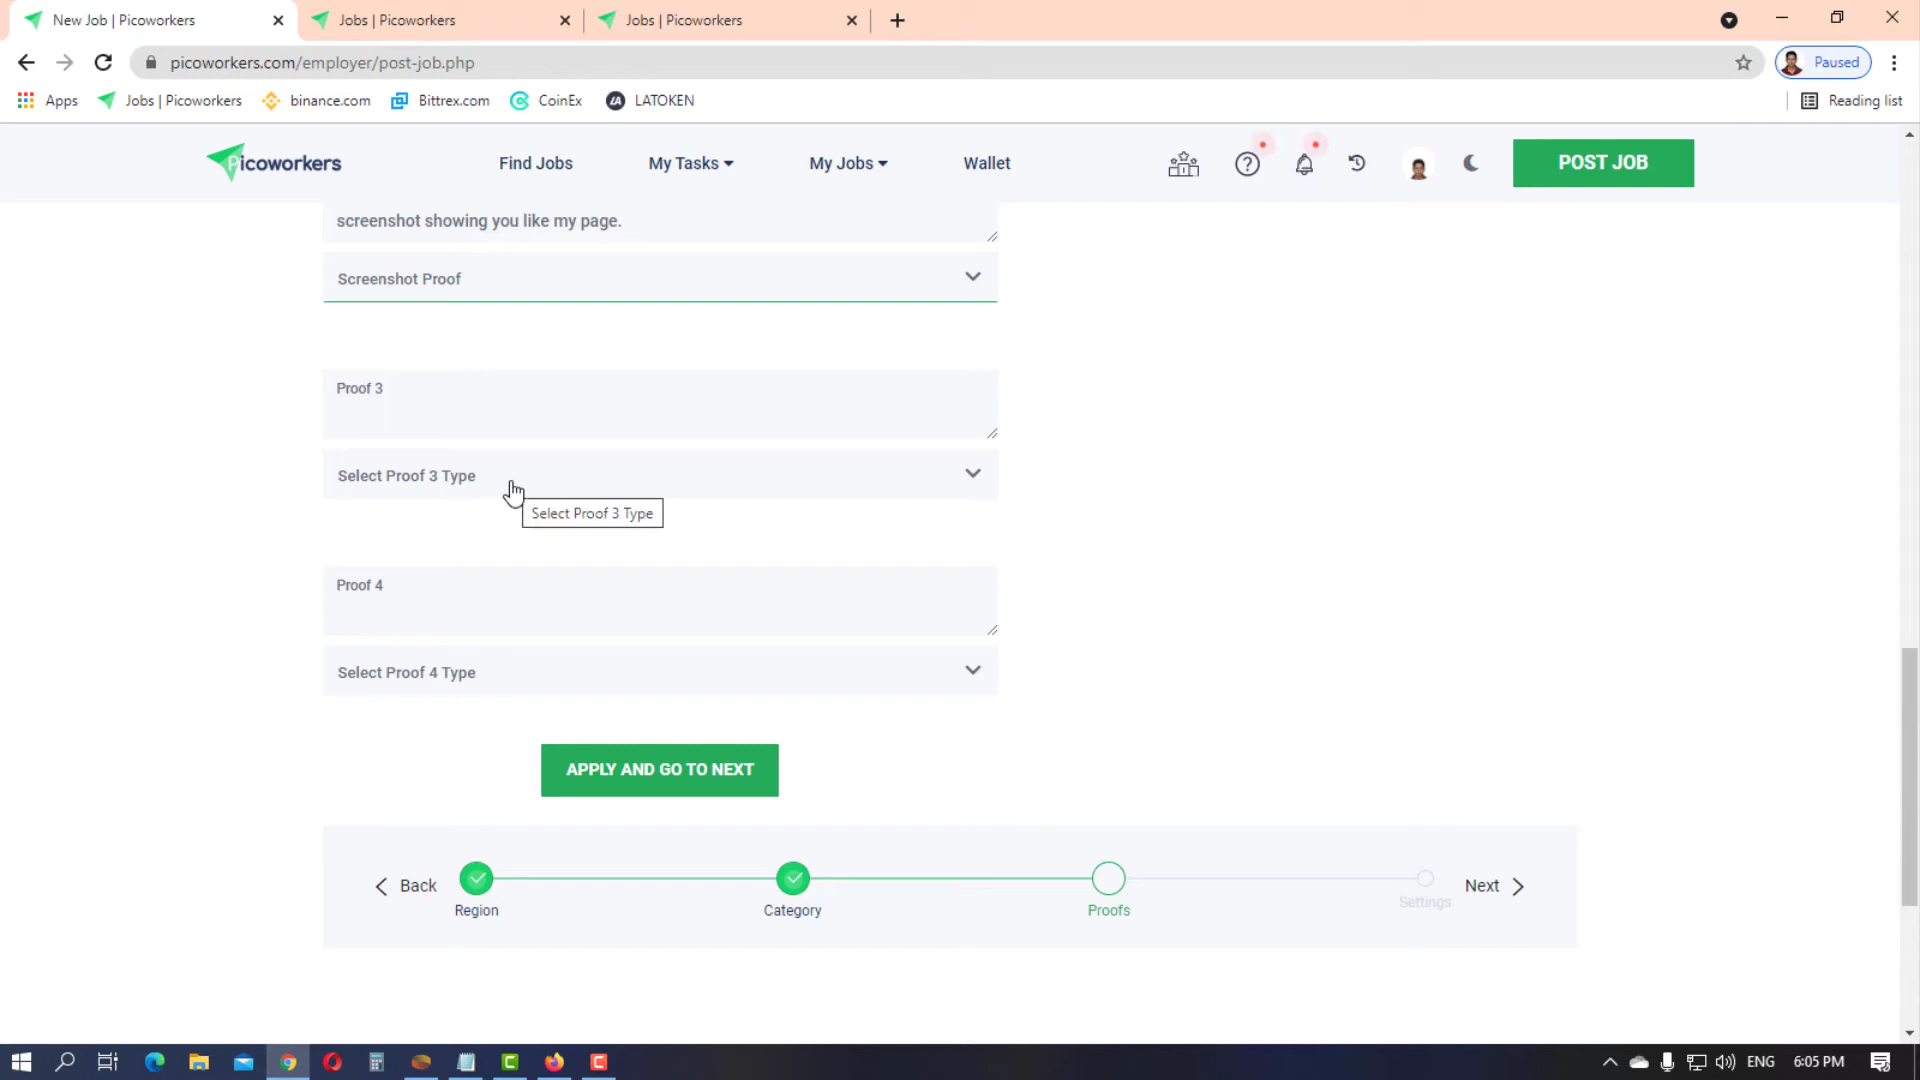 New Job | Picoworkers
Jobs | Picoworkers
Jobs | Picoworkers
picoworkers.com/employer/post-job.php
Paused
Apps
Jobs | Picoworkers
binance.com
Bittrex.com
CoinEx
LATOKEN
Reading list
Picoworkers
Find Jobs
My Tasks
My Jobs
Wallet
POST JOB
screenshot showing you like my page.
Screenshot Proof
Proof 3
Select Proof 3 Type
Select Proof 3 Type
Proof 4
Select Proof 4 Type
APPLY AND GO TO NEXT
Back
Region
Category
Proofs
Settings
Next
ENG
6:05 PM